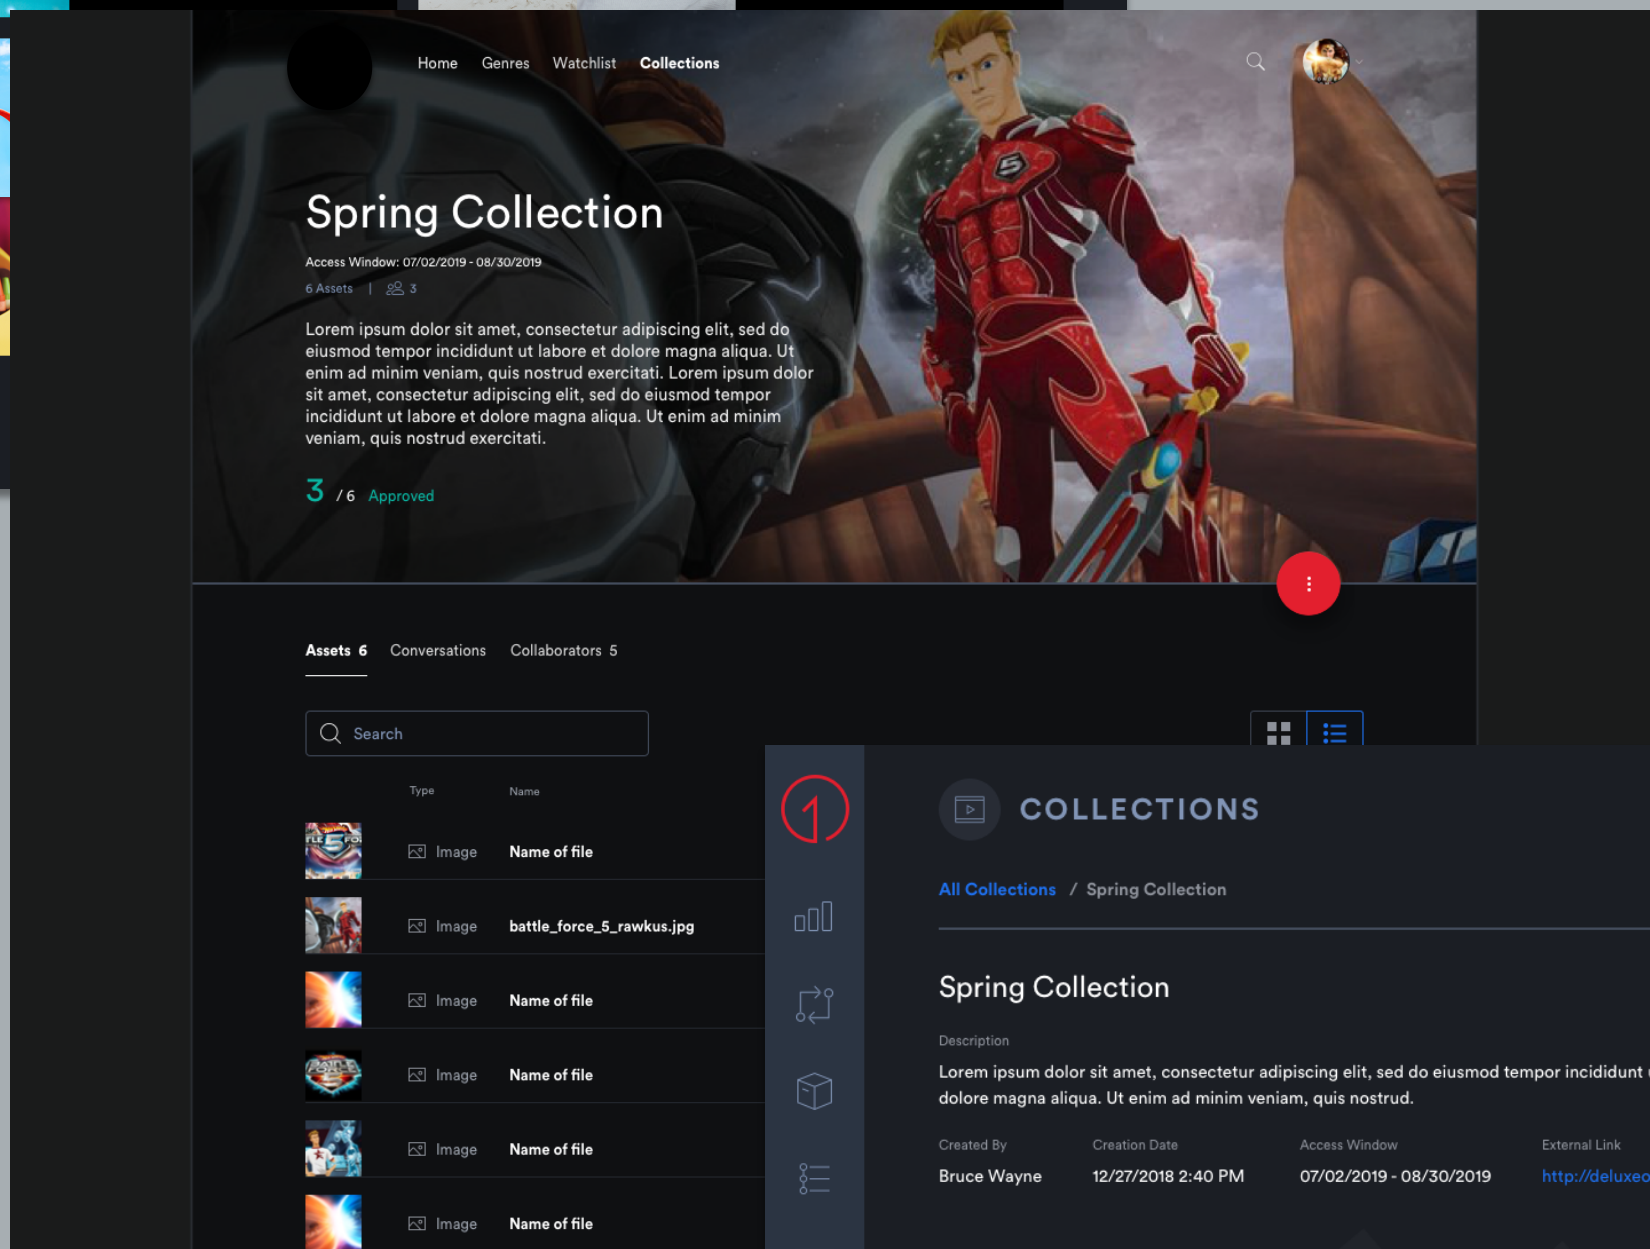 Home Genres Watchlist Collections
Spring Collection
Access Window: 07/02/2019 - 08/30/2019
6 Assets | 3
Lorem ipsum dolor sit amet, consectetur adipiscing elit, sed do
eiusmod tempor incididunt ut labore et dolore magna aliqua. Ut
enim ad minim veniam, quis nostrud exercitati. Lorem ipsum dolor
sit amet, consectetur adipiscing elit, sed do eiusmod tempor
incididunt ut labore et dolore magna aliqua. Ut enim ad minim
veniam, quis nostrud exercitati.
3 / 6 Approved
5
Assets 6 Conversations Collaborators 5
Search
Type Name
Image Name of file
Image battle_force_5_rawkus.jpg
Image Name of file
Image Name of file
Image Name of file
Image Name of file
1
COLLECTIONS
All Collections / Spring Collection
Spring Collection
Description
Lorem ipsum dolor sit amet, consectetur adipiscing elit, sed do eiusmod tempor incididunt
dolore magna aliqua. Ut enim ad minim veniam, quis nostrud.
Created By Creation Date Access Window External Link
Bruce Wayne 12/27/2018 2:40 PM 07/02/2019 - 08/30/2019 http://deluxeo